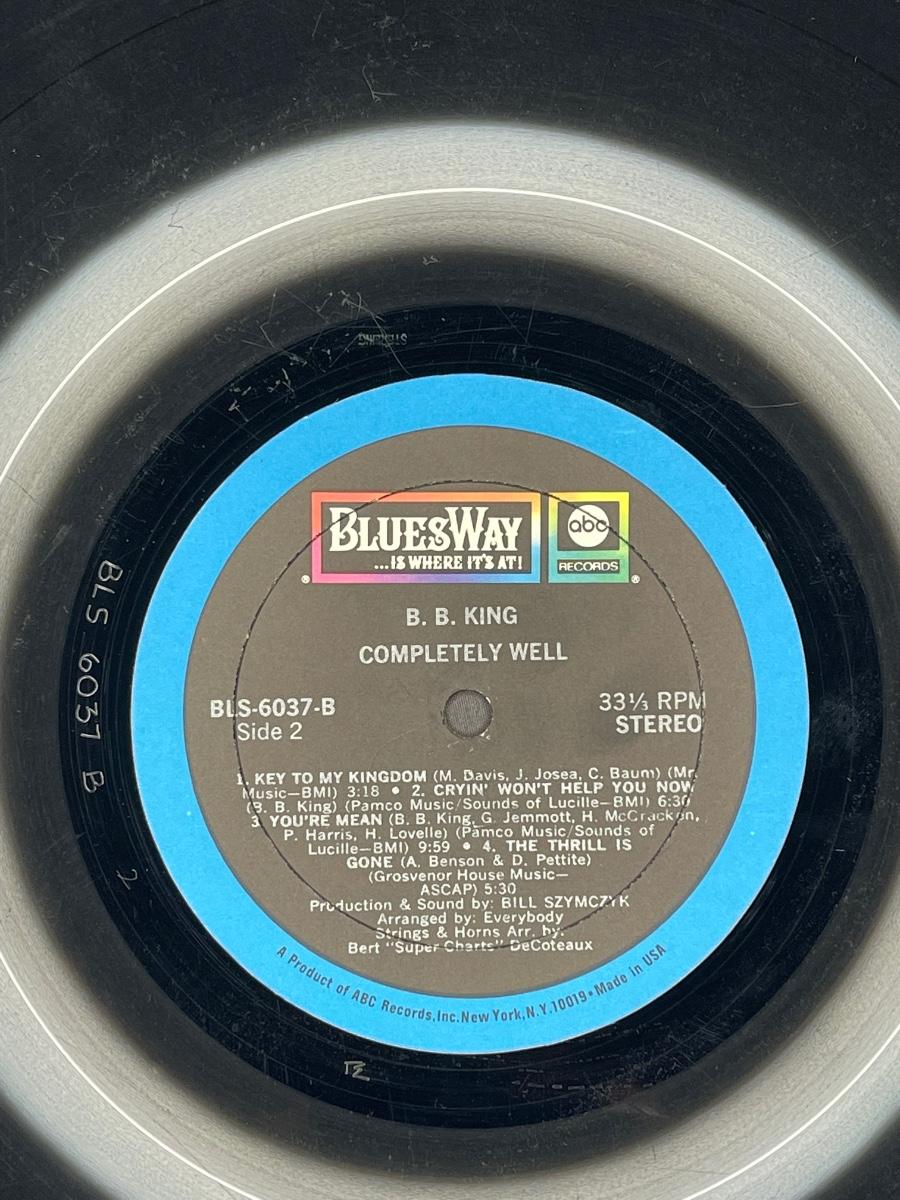 STERLING
BLUESWAY
...IS WHERE IT'S AT!
abc
RECORDS
®
®
B. B. KING
COMPLETELY WELL
BLS-6037-B
Side 2
33⅓ RPM
STEREO
1. KEY TO MY KINGDOM (M. Davis, J. Josea, C. Baum) (Mr.
Music—BMI) 3:18 • 2. CRYIN' WON'T HELP YOU NOW
(B. B. King) (Pamco Music/Sounds of Lucille—BMI) 6:30
3 YOU'RE MEAN (B. B. King, G. Jemmott, H. McCracken,
P. Harris, H. Lovelle) (Pamco Music/Sounds of
Lucille—BMI) 9:59 • 4. THE THRILL IS
GONE (A. Benson & D. Pettite)
(Grosvenor House Music—
ASCAP) 5:30
Production & Sound by: BILL SZYMCZYK
Arranged by: Everybody
Strings & Horns Arr. by:
Bert "Super Charts" DeCoteaux
A Product of ABC Records, Inc. New York, N.Y. 10019 • Made in USA
BLS 6037 B
2